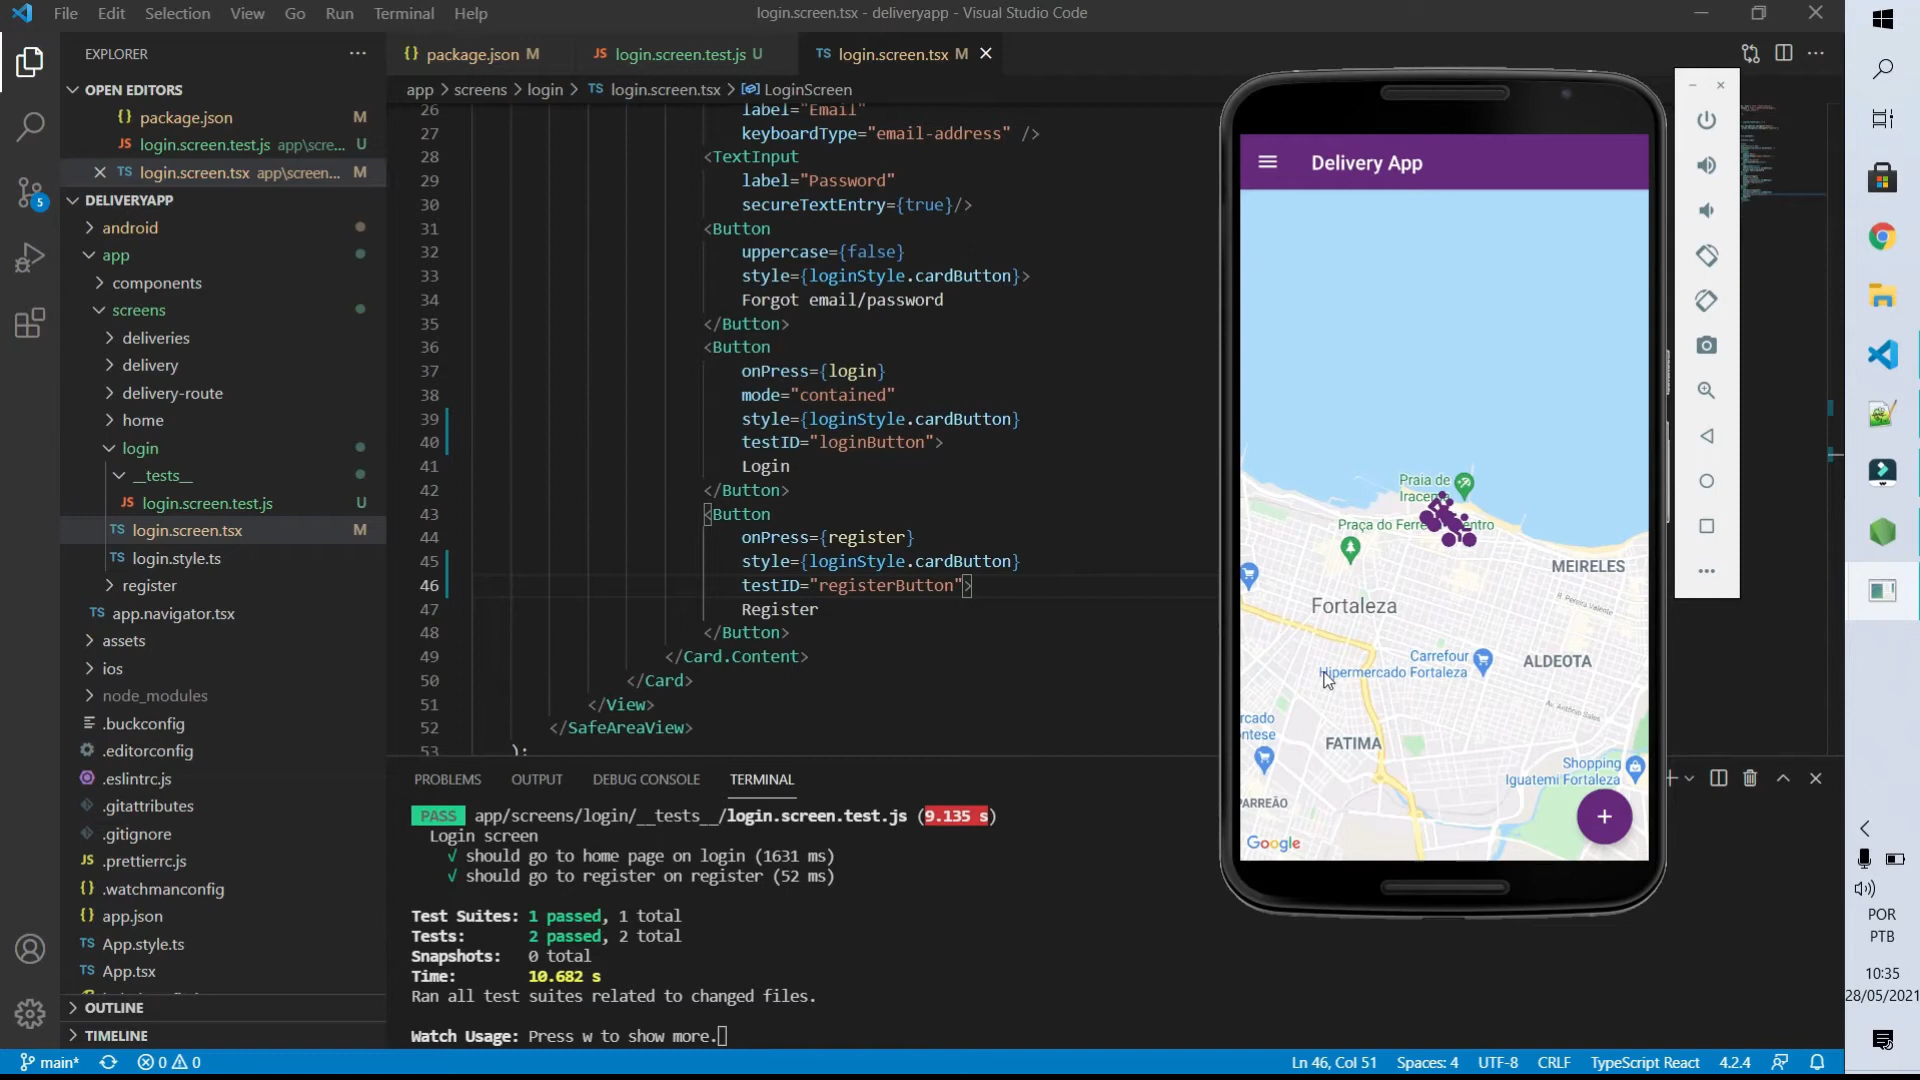 File Edit Selection View Go Run Terminal Help
login.screen.tsx - deliveryapp - Visual Studio Code
EXPLORER
OPEN EDITORS
package.json M
login.screen.test.js app\scre... U
login.screen.tsx app\screen... M
DELIVERYAPP
android
app
components
screens
deliveries
delivery
delivery-route
home
login
__tests__
login.screen.test.js U
login.screen.tsx M
login.style.ts
register
app.navigator.tsx
assets
ios
node_modules
.buckconfig
.editorconfig
.eslintrc.js
.gitattributes
.gitignore
.prettierrc.js
.watchmanconfig
app.json
App.style.ts
App.tsx
OUTLINE
TIMELINE
package.json M
login.screen.test.js U
login.screen.tsx M
app > screens > login > TS login.screen.tsx > LoginScreen
26 label="Email"
27 keyboardType="email-address" />
28 <TextInput
29 label="Password"
30 secureTextEntry={true}/>
31 <Button
32 uppercase={false}
33 style={loginStyle.cardButton}>
34 Forgot email/password
35 </Button>
36 <Button
37 onPress={login}
38 mode="contained"
39 style={loginStyle.cardButton}
40 testID="loginButton">
41 Login
42 </Button>
43 <Button
44 onPress={register}
45 style={loginStyle.cardButton}
46 testID="registerButton">
47 Register
48 </Button>
49 </Card.Content>
50 </Card>
51 </View>
52 </SafeAreaView>
53 );
PROBLEMS OUTPUT DEBUG CONSOLE TERMINAL
PASS app/screens/login/__tests__/login.screen.test.js (9.135 s)
Login screen
√ should go to home page on login (1631 ms)
√ should go to register on register (52 ms)
Test Suites: 1 passed, 1 total
Tests: 2 passed, 2 total
Snapshots: 0 total
Time: 10.682 s
Ran all test suites related to changed files.
Watch Usage: Press w to show more.
Delivery App
Praia de
Praça do
MEIRELES
R. Pereira Valente
Fortaleza
Carrefour
Hipermercado Fortaleza
ALDEOTA
Av. Antônio Sales
FATIMA
Shopping
Iguatemi Fortaleza
Google
+
POR
PTB
10:35
28/05/2021
main* 0 0
5
Ln 46, Col 51 Spaces: 4 UTF-8 CRLF TypeScript React 4.2.4